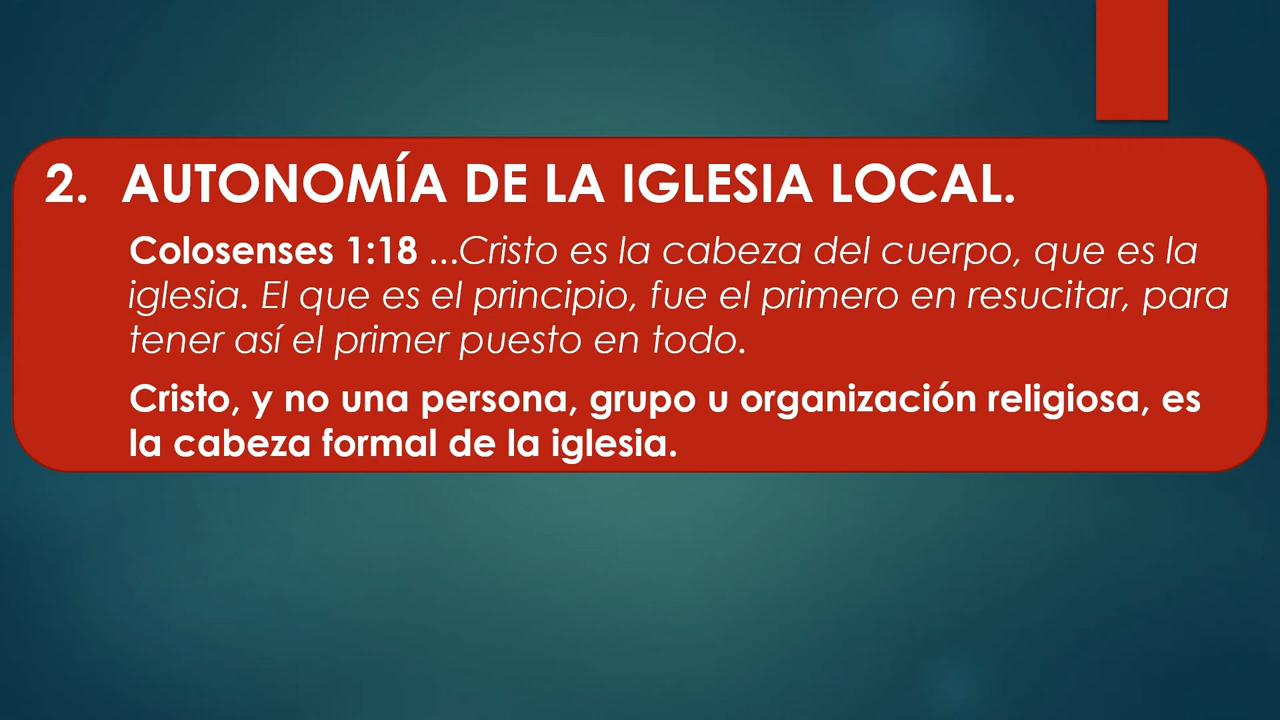 2. AUTONOMÍA DE LA IGLESIA LOCAL.
Colosenses 1:18 ...Cristo es la cabeza del cuerpo, que es la
iglesia. El que es el principio, fue el primero en resucitar, para
tener así el primer puesto en todo.
Cristo, y no una persona, grupo u organización religiosa, es
la cabeza formal de la iglesia.